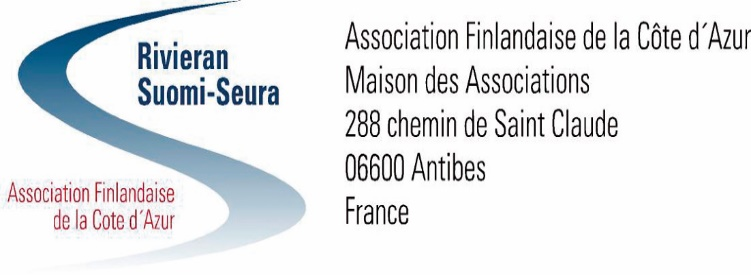 Rivieran
Suomi-Seura
Association Finlandaise
de la Cote d´Azur
Association Finlandaise de la Côte d´Azur
Maison des Associations
288 chemin de Saint Claude
06600 Antibes
France